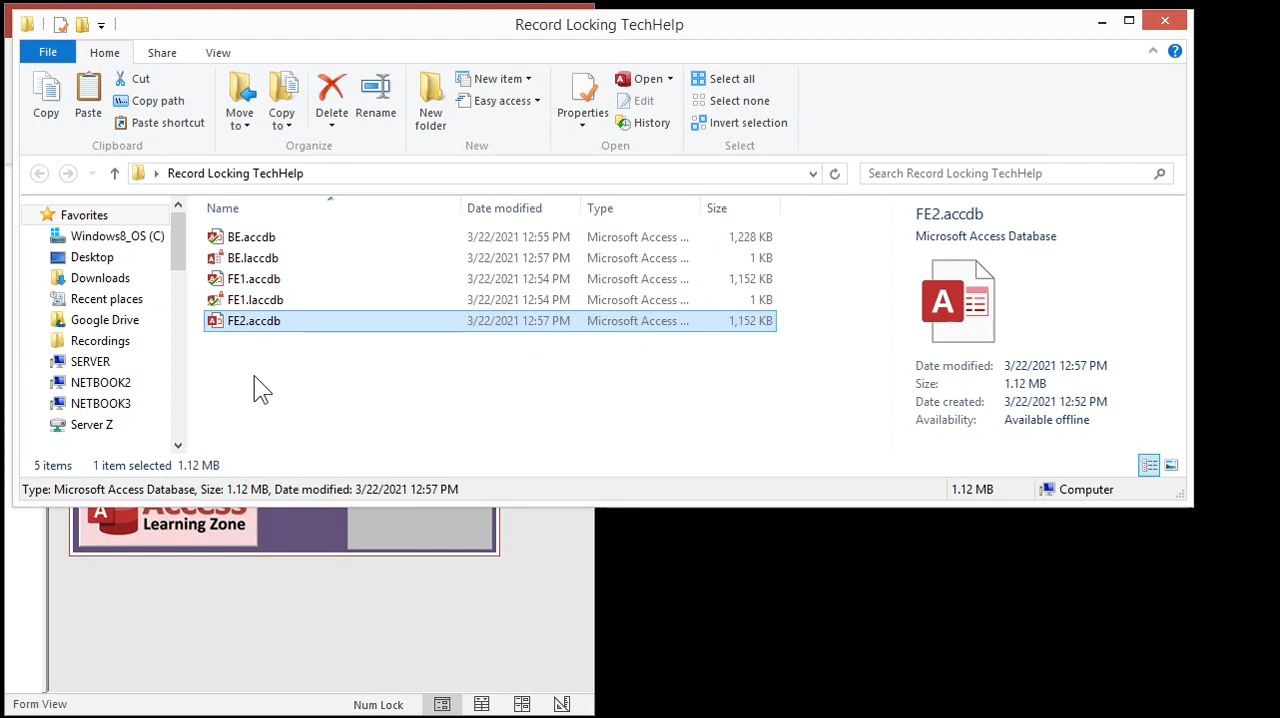 Record Locking TechHelp
File
Home
Share
View
Copy
Paste
Cut
Copy path
Paste shortcut
Clipboard
Move to
Copy to
Delete
Rename
Organize
New folder
New item
Easy access
New
Properties
Open
Edit
History
Open
Select all
Select none
Invert selection
Select
Record Locking TechHelp
Search Record Locking TechHelp
Favorites
Windows8_OS (C)
Desktop
Downloads
Recent places
Google Drive
Recordings
SERVER
NETBOOK2
NETBOOK3
Server Z
Name Date modified Type Size
BE.accdb 3/22/2021 12:55 PM Microsoft Access ... 1,228 KB
BE.laccdb 3/22/2021 12:57 PM Microsoft Access ... 1 KB
FE1.accdb 3/22/2021 12:54 PM Microsoft Access ... 1,152 KB
FE1.laccdb 3/22/2021 12:54 PM Microsoft Access ... 1 KB
FE2.accdb 3/22/2021 12:57 PM Microsoft Access ... 1,152 KB
FE2.accdb
Microsoft Access Database
A
Date modified: 3/22/2021 12:57 PM
Size: 1.12 MB
Date created: 3/22/2021 12:52 PM
Availability: Available offline
5 items 1 item selected 1.12 MB
Type: Microsoft Access Database, Size: 1.12 MB, Date modified: 3/22/2021 12:57 PM 1.12 MB Computer
A
Learning Zone
Form View Num Lock